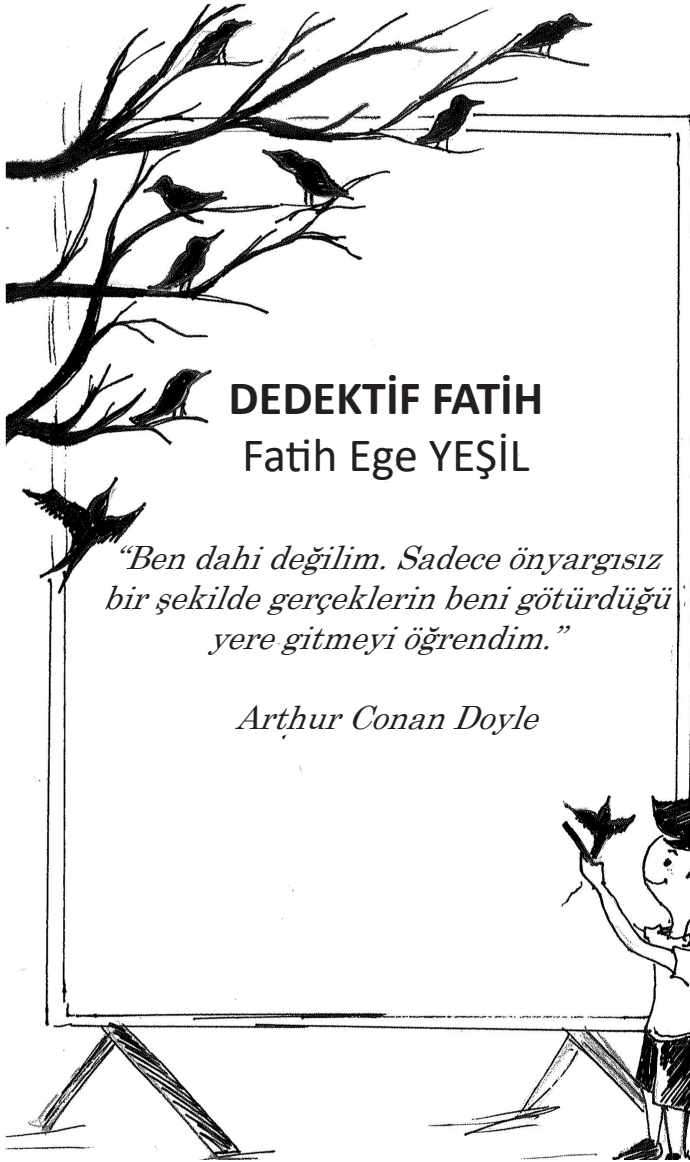 DEDEKTİF FATİH
Fatih Ege YEŞİL
“Ben dahi değilim. Sadece önyargısız
bir şekilde gerçeklerin beni götürdüğü
yere gitmeyi öğrendim.”
Arthur Conan Doyle